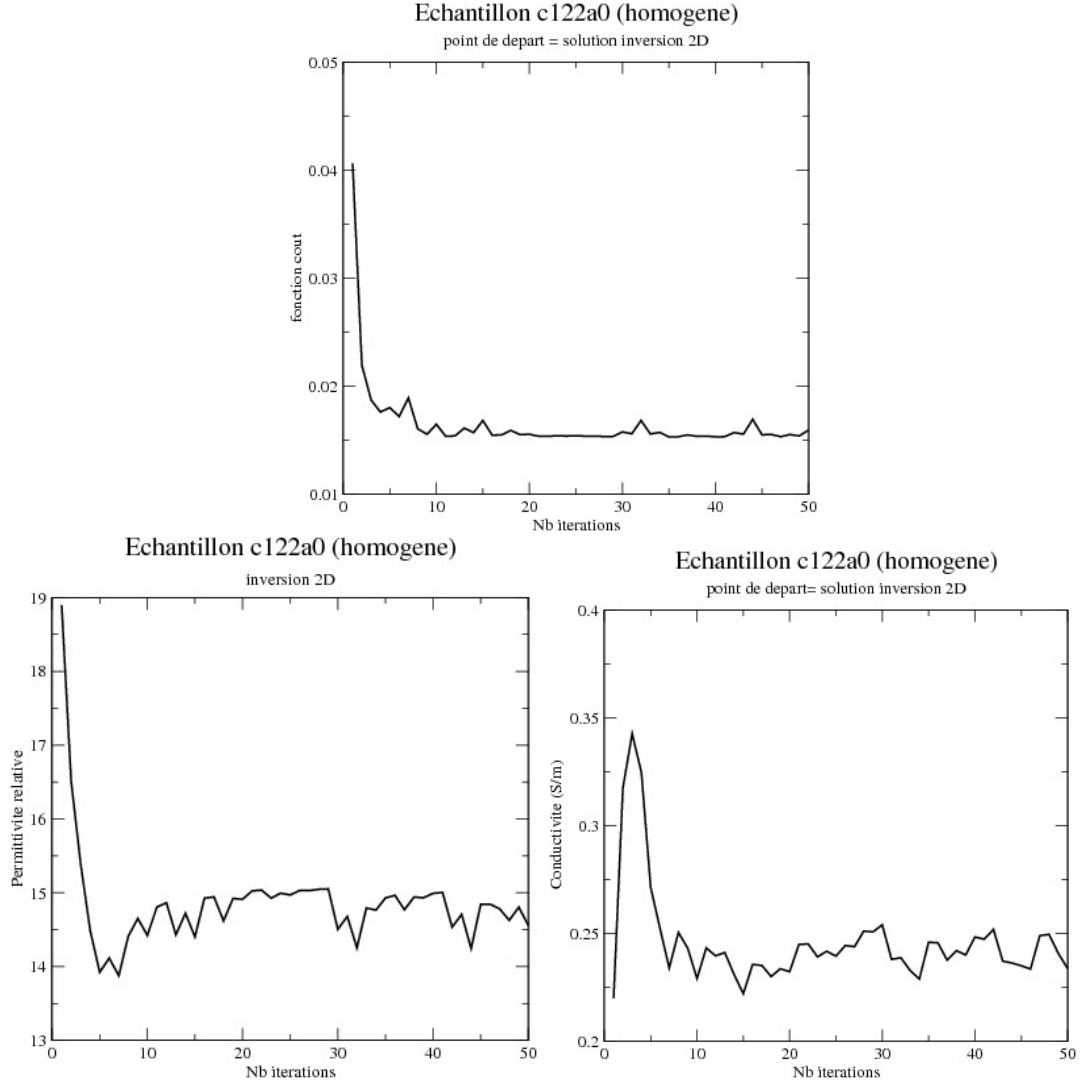 Echantillon c122a0 (homogene)
point de depart = solution inversion 2D
0.05
0.04
0.03
0.02
0.01
fonction cout
0 10 20 30 40 50
Nb iterations
Echantillon c122a0 (homogene)
inversion 2D
19
18
17
16
15
14
13
Permittivite relative
0 10 20 30 40 50
Nb iterations
Echantillon c122a0 (homogene)
point de depart= solution inversion 2D
0.4
0.35
0.3
0.25
0.2
Conductivite (S/m)
0 10 20 30 40 50
Nb iterations